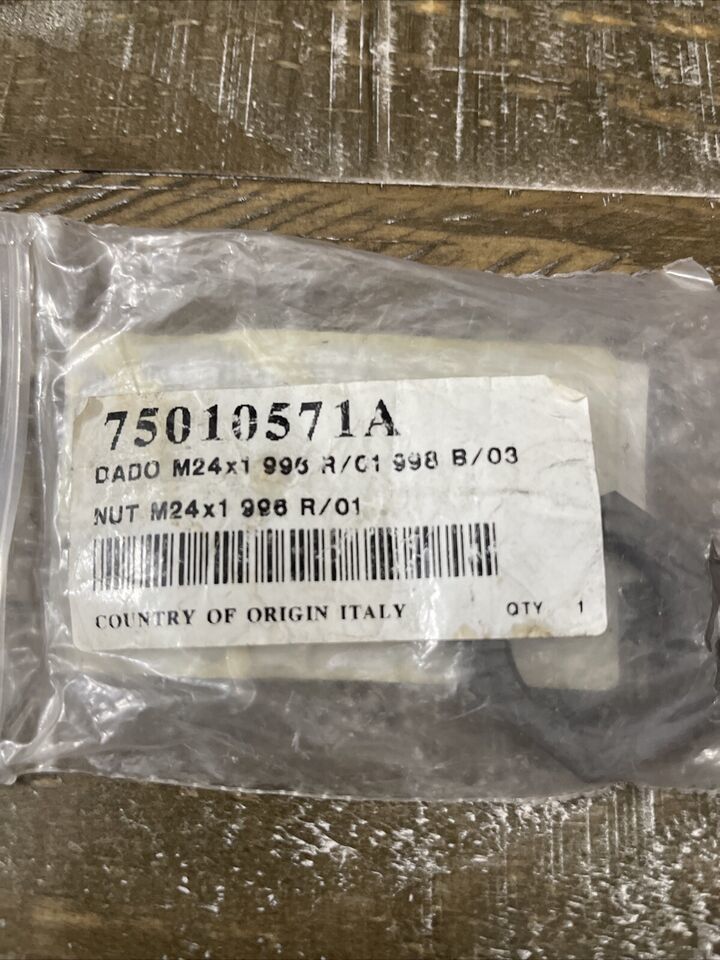 75010571A
DADO M24x1 996 R/01 998 B/03
NUT M24x1 996 R/01
COUNTRY OF ORIGIN ITALY QTY 1